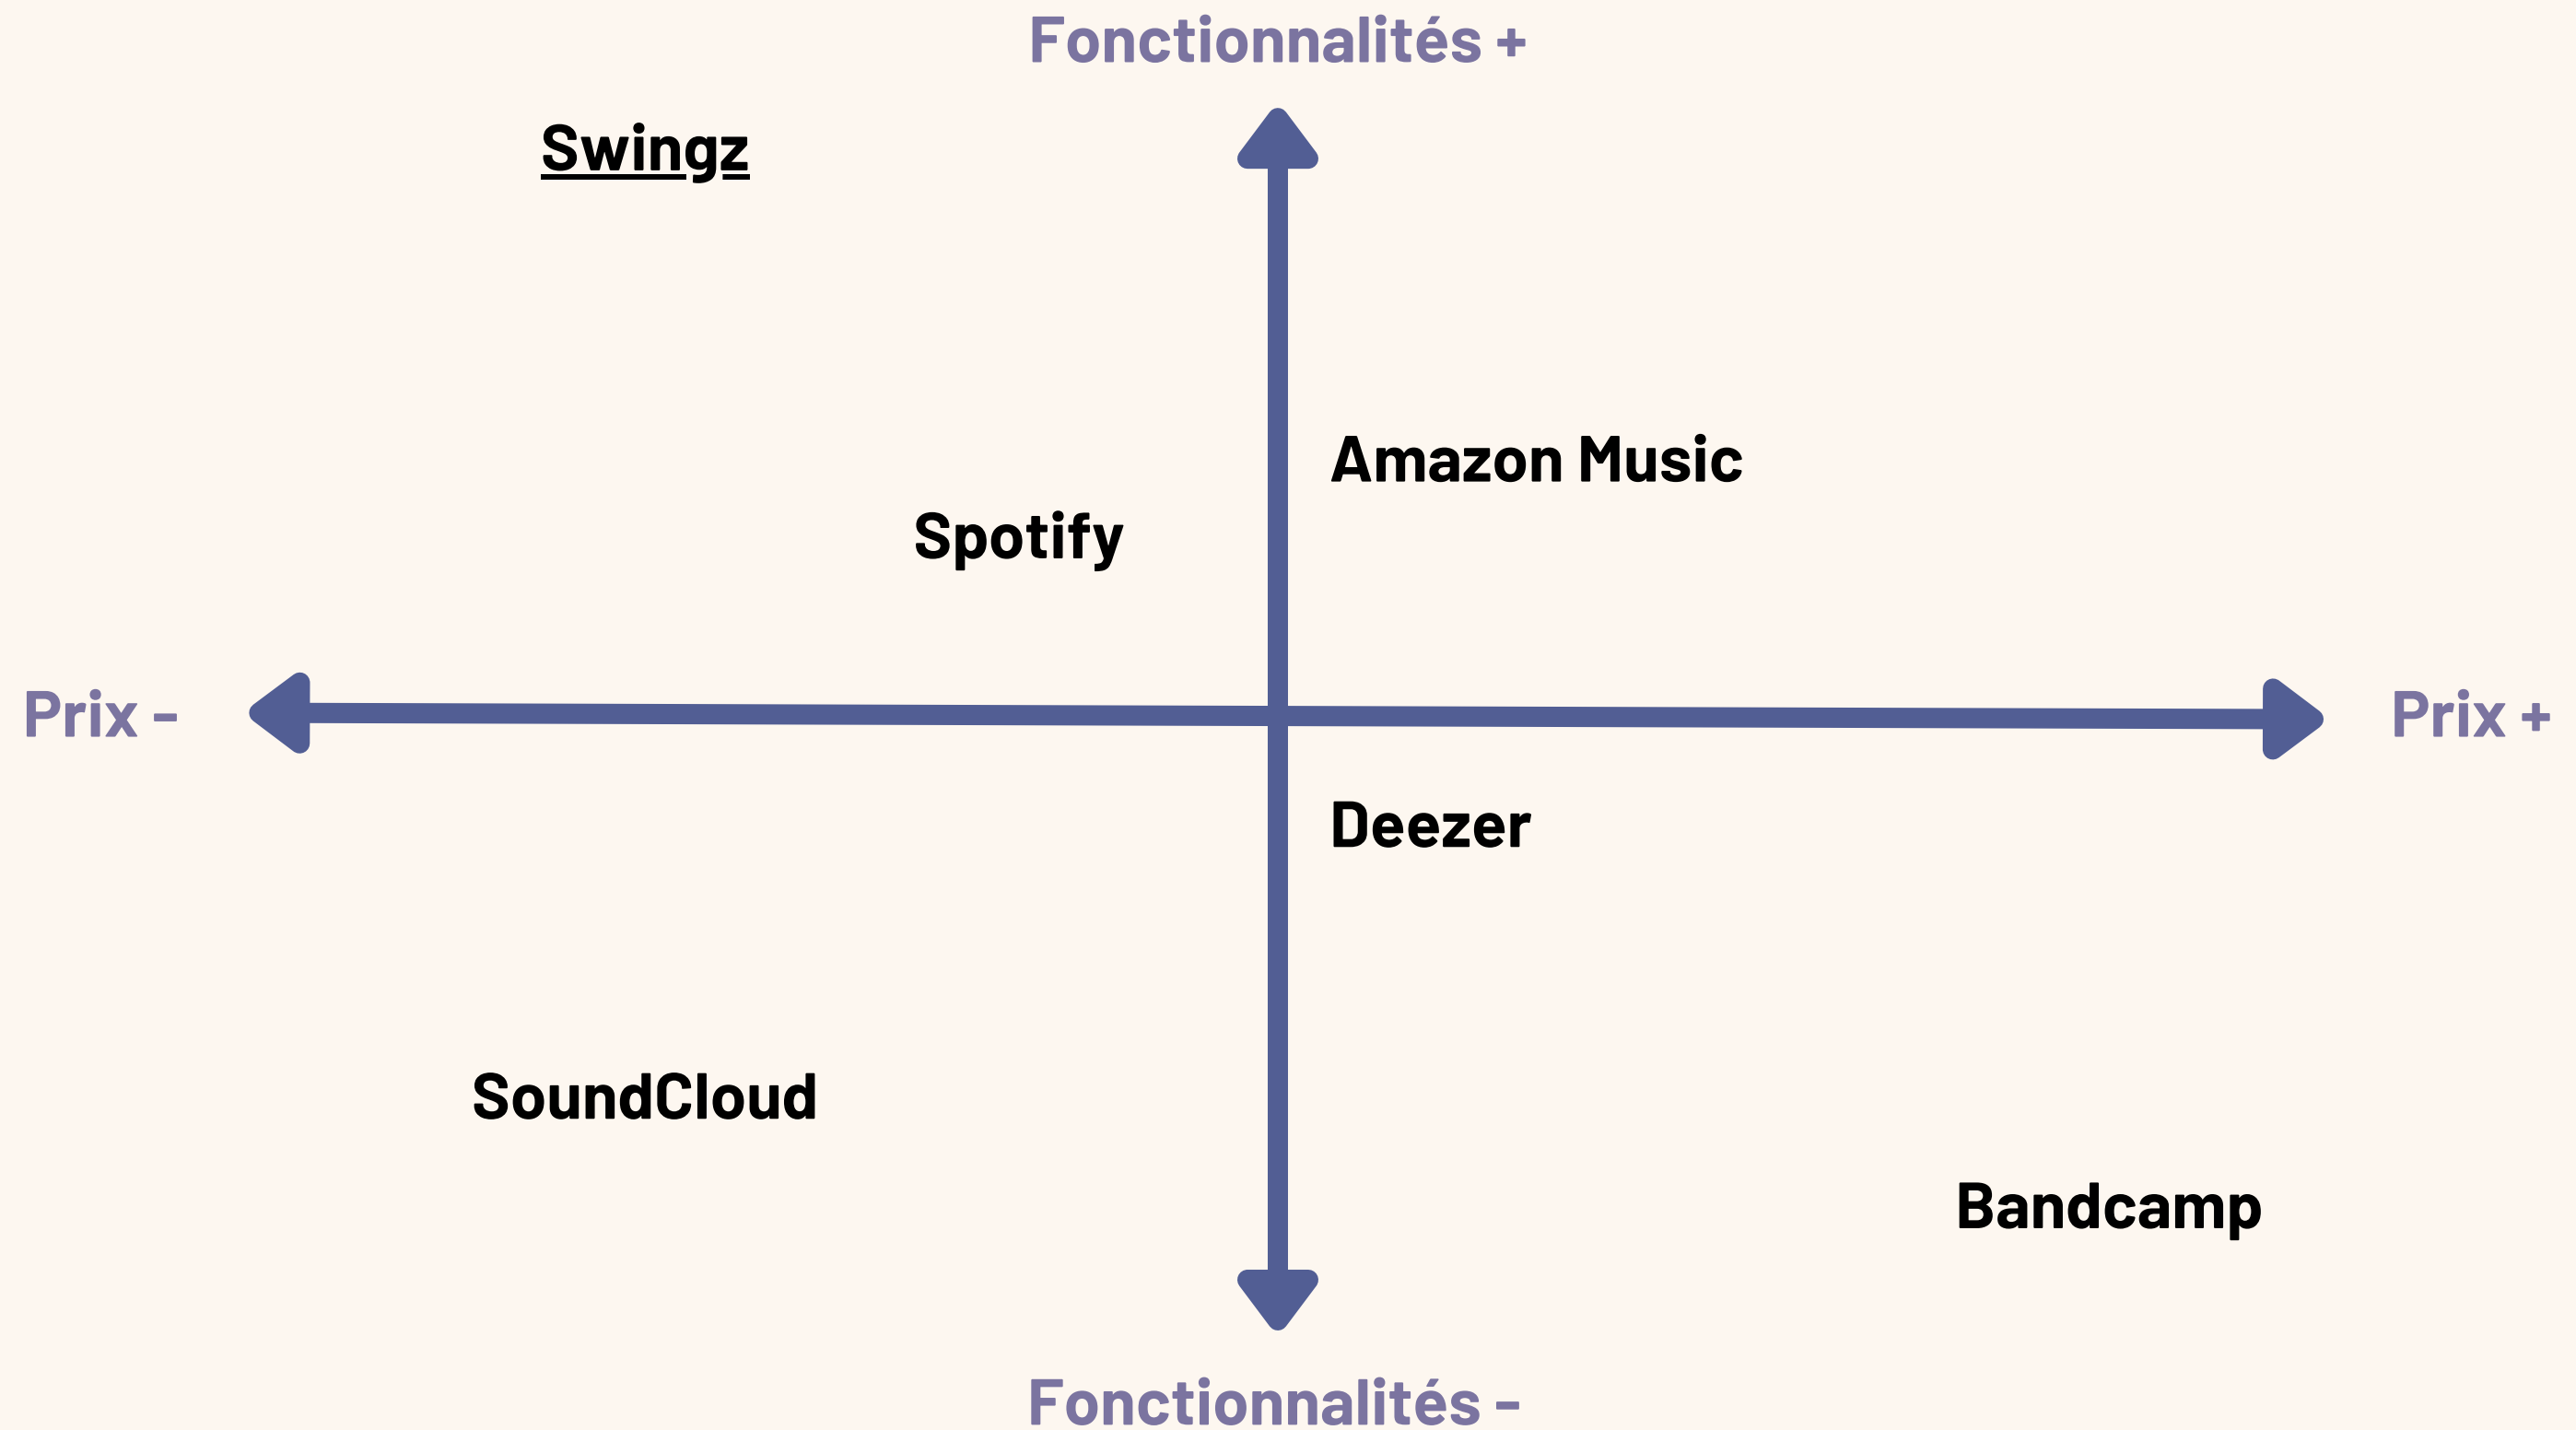 Fonctionnalités +
Swingz
Amazon Music
Spotify
Prix -
Prix +
Deezer
SoundCloud
Bandcamp
Fonctionnalités -